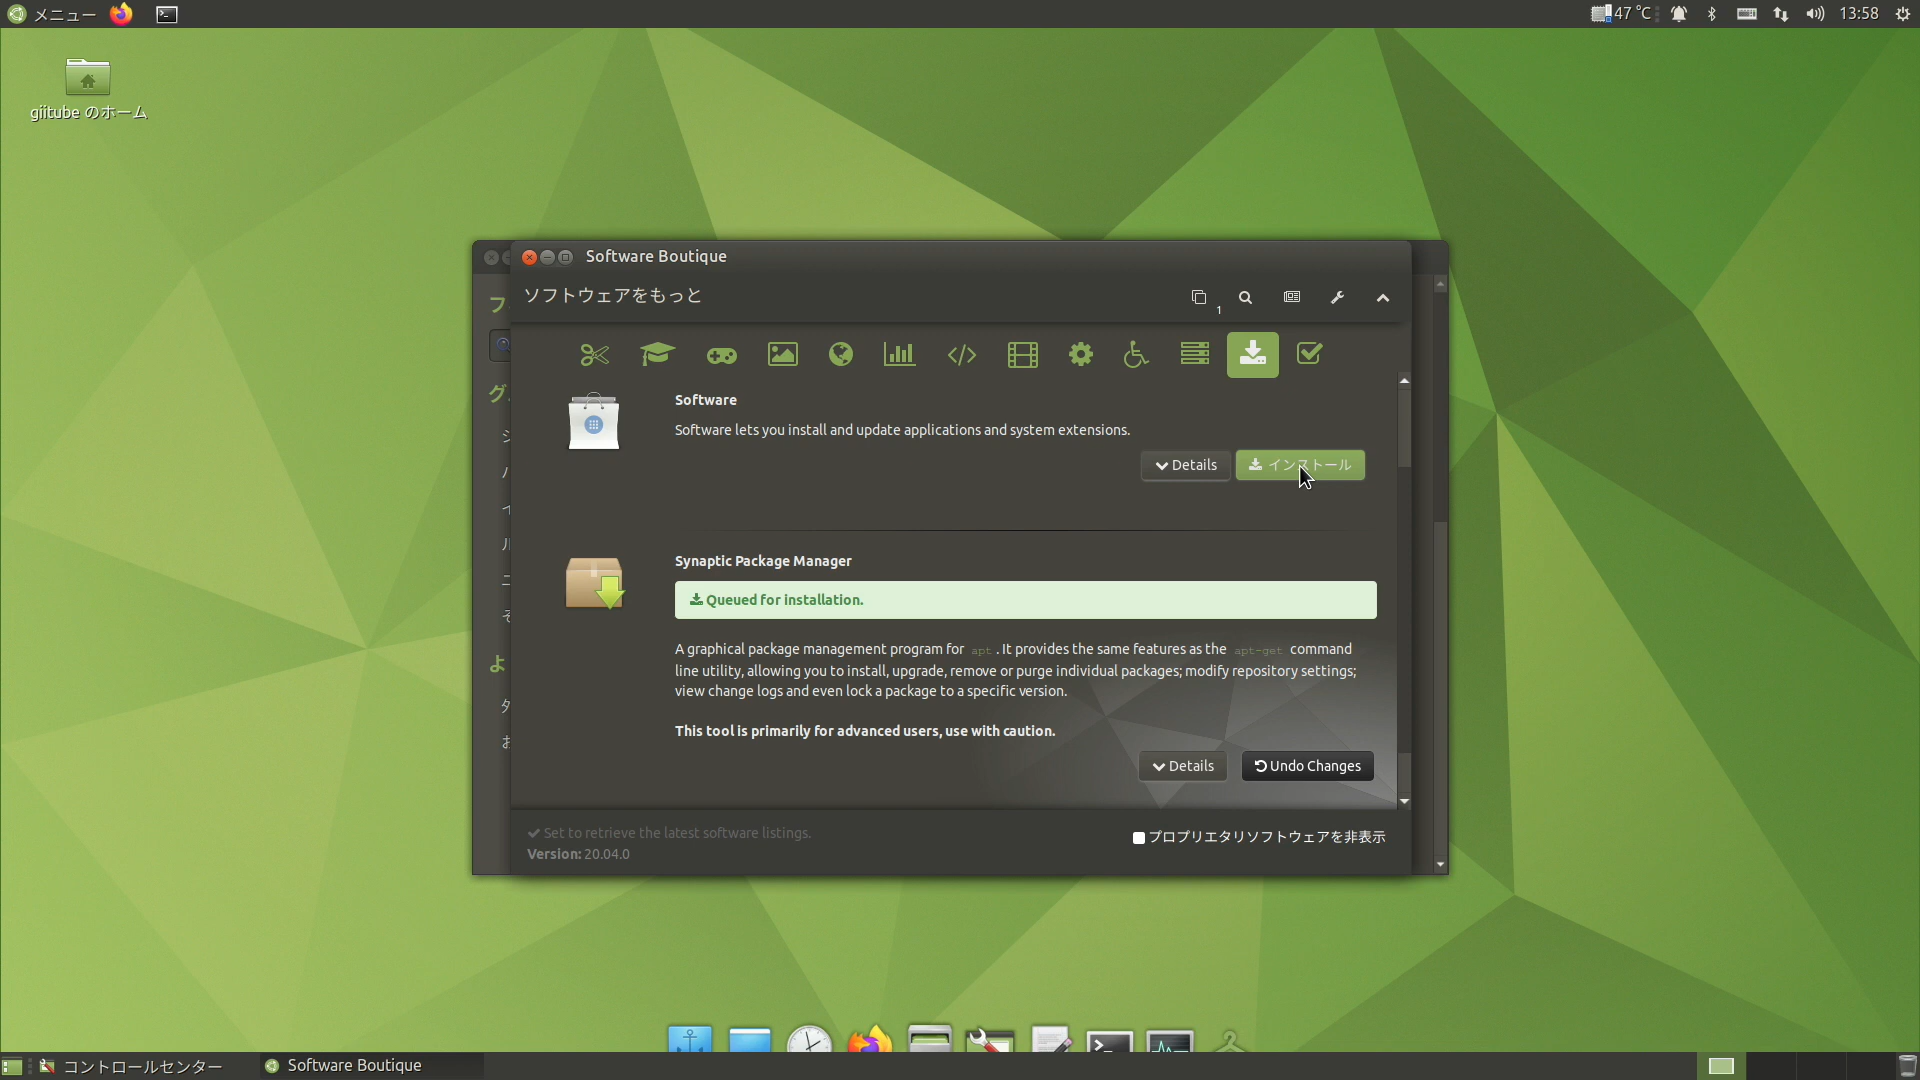 メニュー
47 °C
13:58
giitube のホーム
Software Boutique
ソフトウェアをもっと
1
Software
Software lets you install and update applications and system extensions.
Details
インストール
Synaptic Package Manager
Queued for installation.
A graphical package management program for apt . It provides the same features as the apt-get command
line utility, allowing you to install, upgrade, remove or purge individual packages; modify repository settings;
view change logs and even lock a package to a specific version.
This tool is primarily for advanced users, use with caution.
Details
Undo Changes
Set to retrieve the latest software listings.
Version: 20.04.0
プロプリエタリソフトウェアを非表示
コントロールセンター
Software Boutique